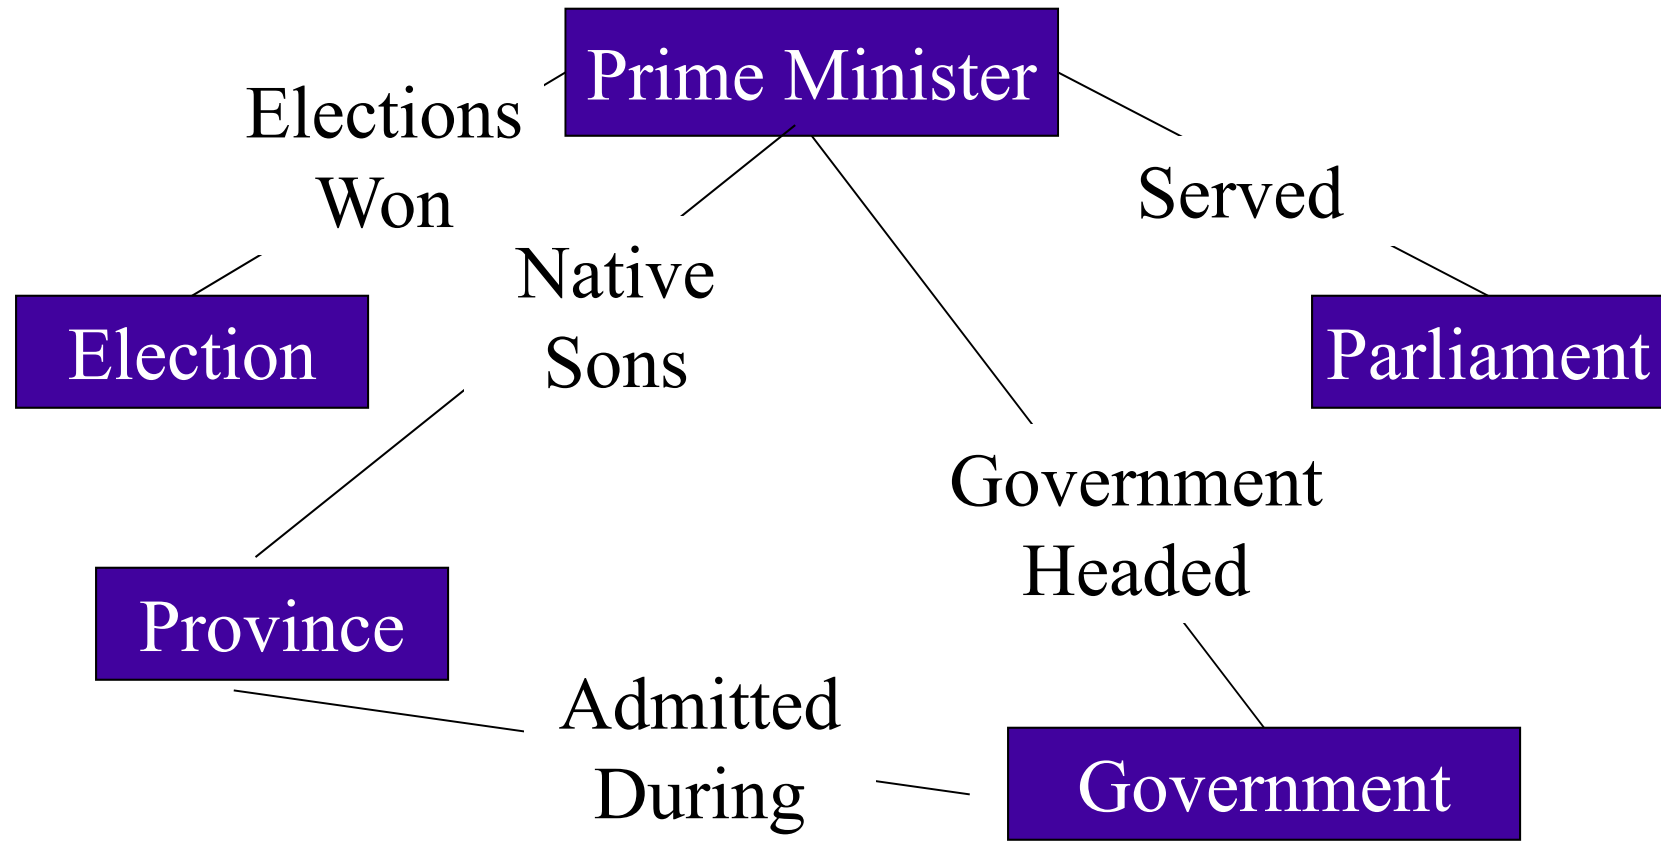 Prime Minister
Elections
Won
Served
Native
Sons
Election
Parliament
Government
Headed
Province
Admitted
During
Government